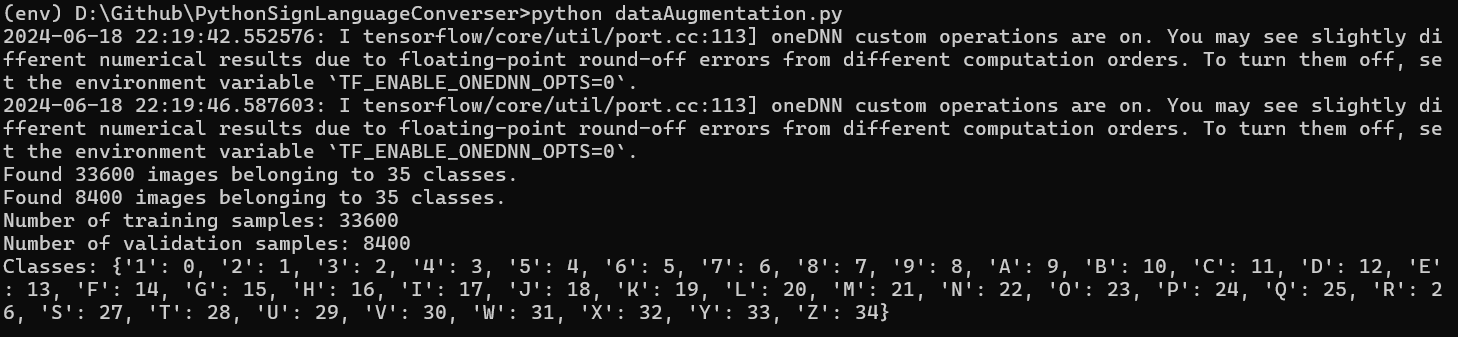 (env) D:\Github\PythonSignLanguageConverser>python dataAugmentation.py
2024-06-18 22:19:42.552576: I tensorflow/core/util/port.cc:113] oneDNN custom operations are on. You may see slightly di
fferent numerical results due to floating-point round-off errors from different computation orders. To turn them off, se
t the environment variable `TF_ENABLE_ONEDNN_OPTS=0`.
2024-06-18 22:19:46.587603: I tensorflow/core/util/port.cc:113] oneDNN custom operations are on. You may see slightly di
fferent numerical results due to floating-point round-off errors from different computation orders. To turn them off, se
t the environment variable `TF_ENABLE_ONEDNN_OPTS=0`.
Found 33600 images belonging to 35 classes.
Found 8400 images belonging to 35 classes.
Number of training samples: 33600
Number of validation samples: 8400
Classes: {'1': 0, '2': 1, '3': 2, '4': 3, '5': 4, '6': 5, '7': 6, '8': 7, '9': 8, 'A': 9, 'B': 10, 'C': 11, 'D': 12, 'E'
: 13, 'F': 14, 'G': 15, 'H': 16, 'I': 17, 'J': 18, 'K': 19, 'L': 20, 'M': 21, 'N': 22, 'O': 23, 'P': 24, 'Q': 25, 'R': 2
6, 'S': 27, 'T': 28, 'U': 29, 'V': 30, 'W': 31, 'X': 32, 'Y': 33, 'Z': 34}